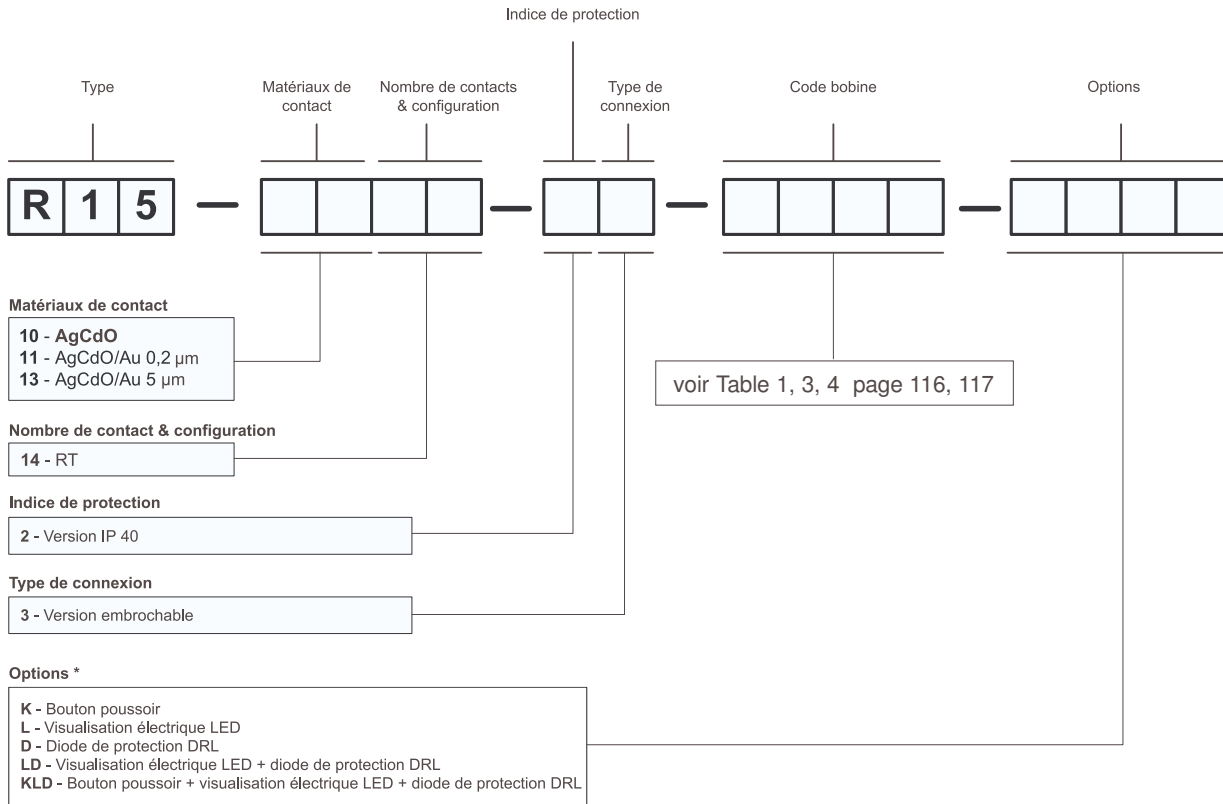 Indice de protection
Type
Matériaux de
contact
Nombre de contacts
& configuration
Type de
connexion
Code bobine
Options
R 1 5 — — — —
Matériaux de contact
10 - AgCdO
11 - AgCdO/Au 0,2 µm
13 - AgCdO/Au 5 µm
voir Table 1, 3, 4 page 116, 117
Nombre de contact & configuration
14 - RT
Indice de protection
2 - Version IP 40
Type de connexion
3 - Version embrochable
Options *
K - Bouton poussoir
L - Visualisation électrique LED
D - Diode de protection DRL
LD - Visualisation électrique LED + diode de protection DRL
KLD - Bouton poussoir + visualisation électrique LED + diode de protection DRL